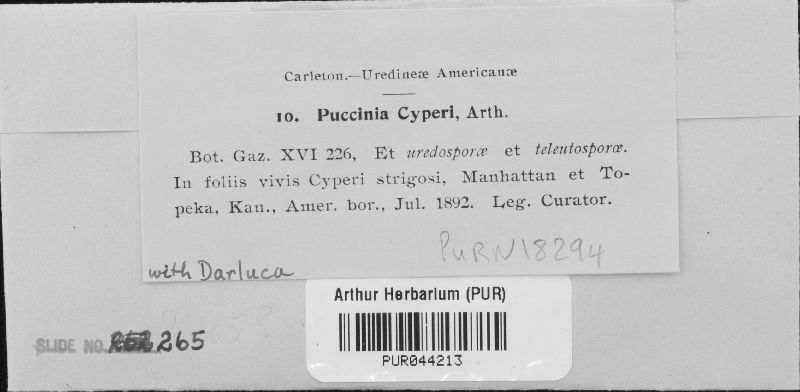 Carleton.—Uredineæ Americanæ
10. Puccinia Cyperi, Arth.
Bot. Gaz. XVI 226, Et uredosporæ et teleutosporæ.
In foliis vivis Cyperi strigosi, Manhattan et To-
peka, Kan., Amer. bor., Jul. 1892. Leg. Curator.
PURN18294
with Darluca
Arthur Herbarium (PUR)
PUR044213
SLIDE NO. 265